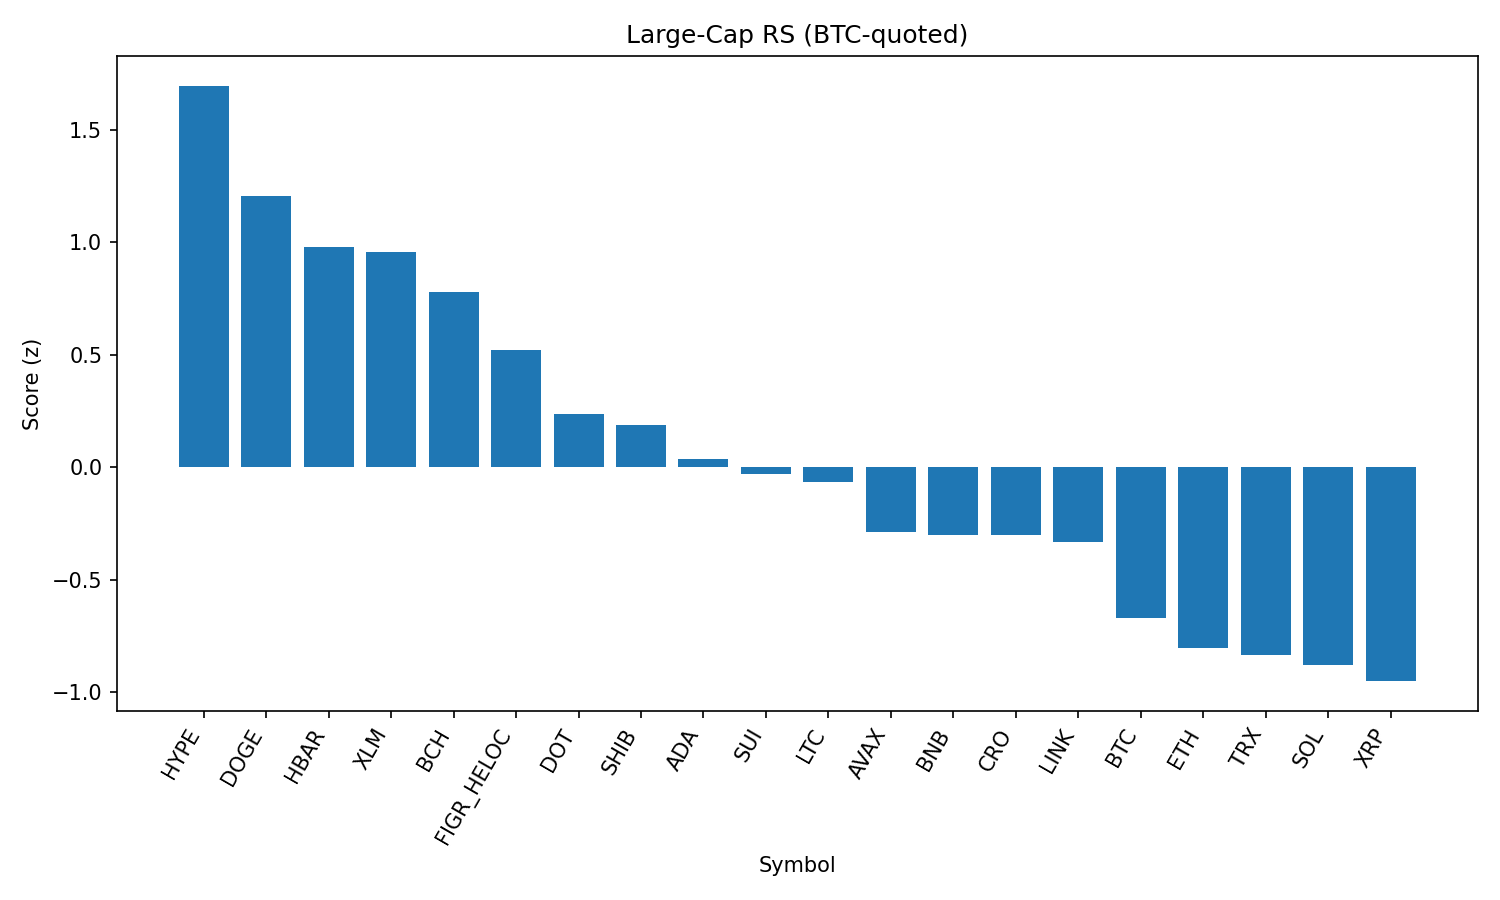 Large-Cap RS (BTC-quoted)
Score (z)
1.5
1.0
0.5
0.0
−0.5
−1.0
HYPE
DOGE
HBAR
XLM
BCH
FIGR_HELOC
DOT
SHIB
ADA
SUI
LTC
AVAX
BNB
CRO
LINK
BTC
ETH
TRX
SOL
XRP
Symbol